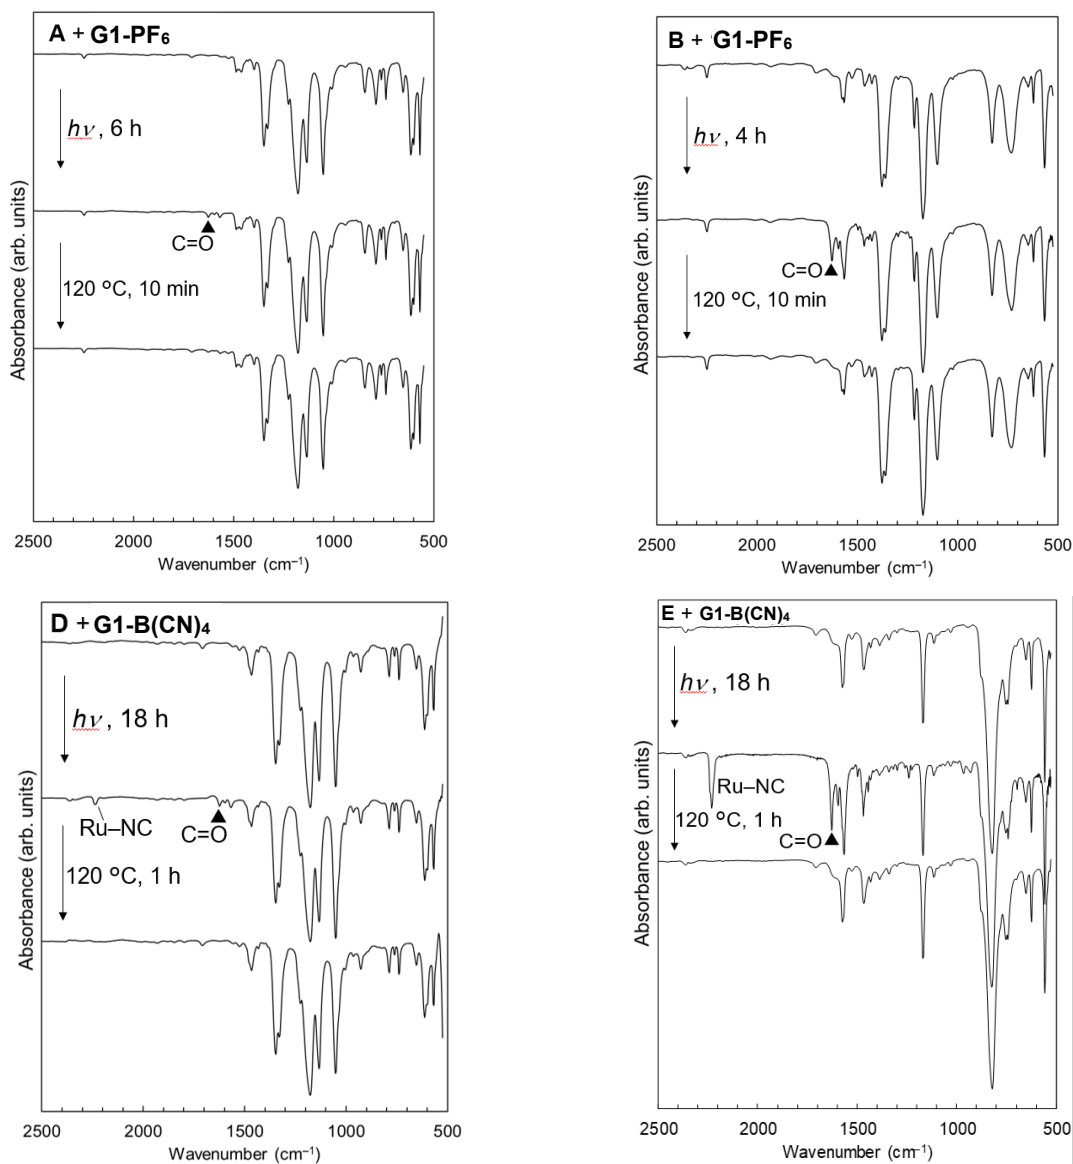 A + G1-PF6
hν, 6 h
C=O
120 °C, 10 min
Absorbance (arb. units)
2500 2000 1500 1000 500
Wavenumber (cm–1)
B + G1-PF6
hν, 4 h
C=O
120 °C, 10 min
Absorbance (arb. units)
2500 2000 1500 1000 500
Wavenumber (cm–1)
D + G1-B(CN)4
hν, 18 h
Ru–NC
C=O
120 °C, 1 h
Absorbance (arb. units)
2500 2000 1500 1000 500
Wavenumber (cm–1)
E + G1-B(CN)4
hν, 18 h
Ru–NC
120 °C, 1 h
C=O
Absorbance (arb. units)
2500 2000 1500 1000 500
Wavenumber (cm–1)